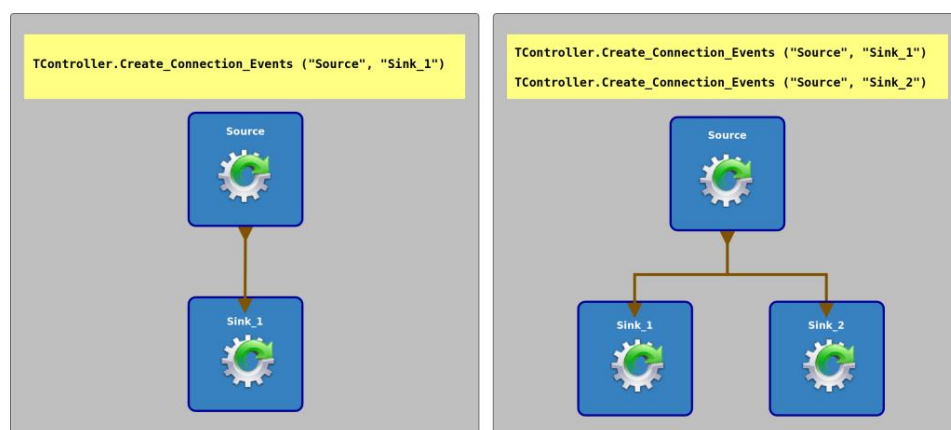 TController.Create_Connection_Events ("Source", "Sink_1")
Source
Sink_1
TController.Create_Connection_Events ("Source", "Sink_1")
TController.Create_Connection_Events ("Source", "Sink_2")
Source
Sink_1
Sink_2